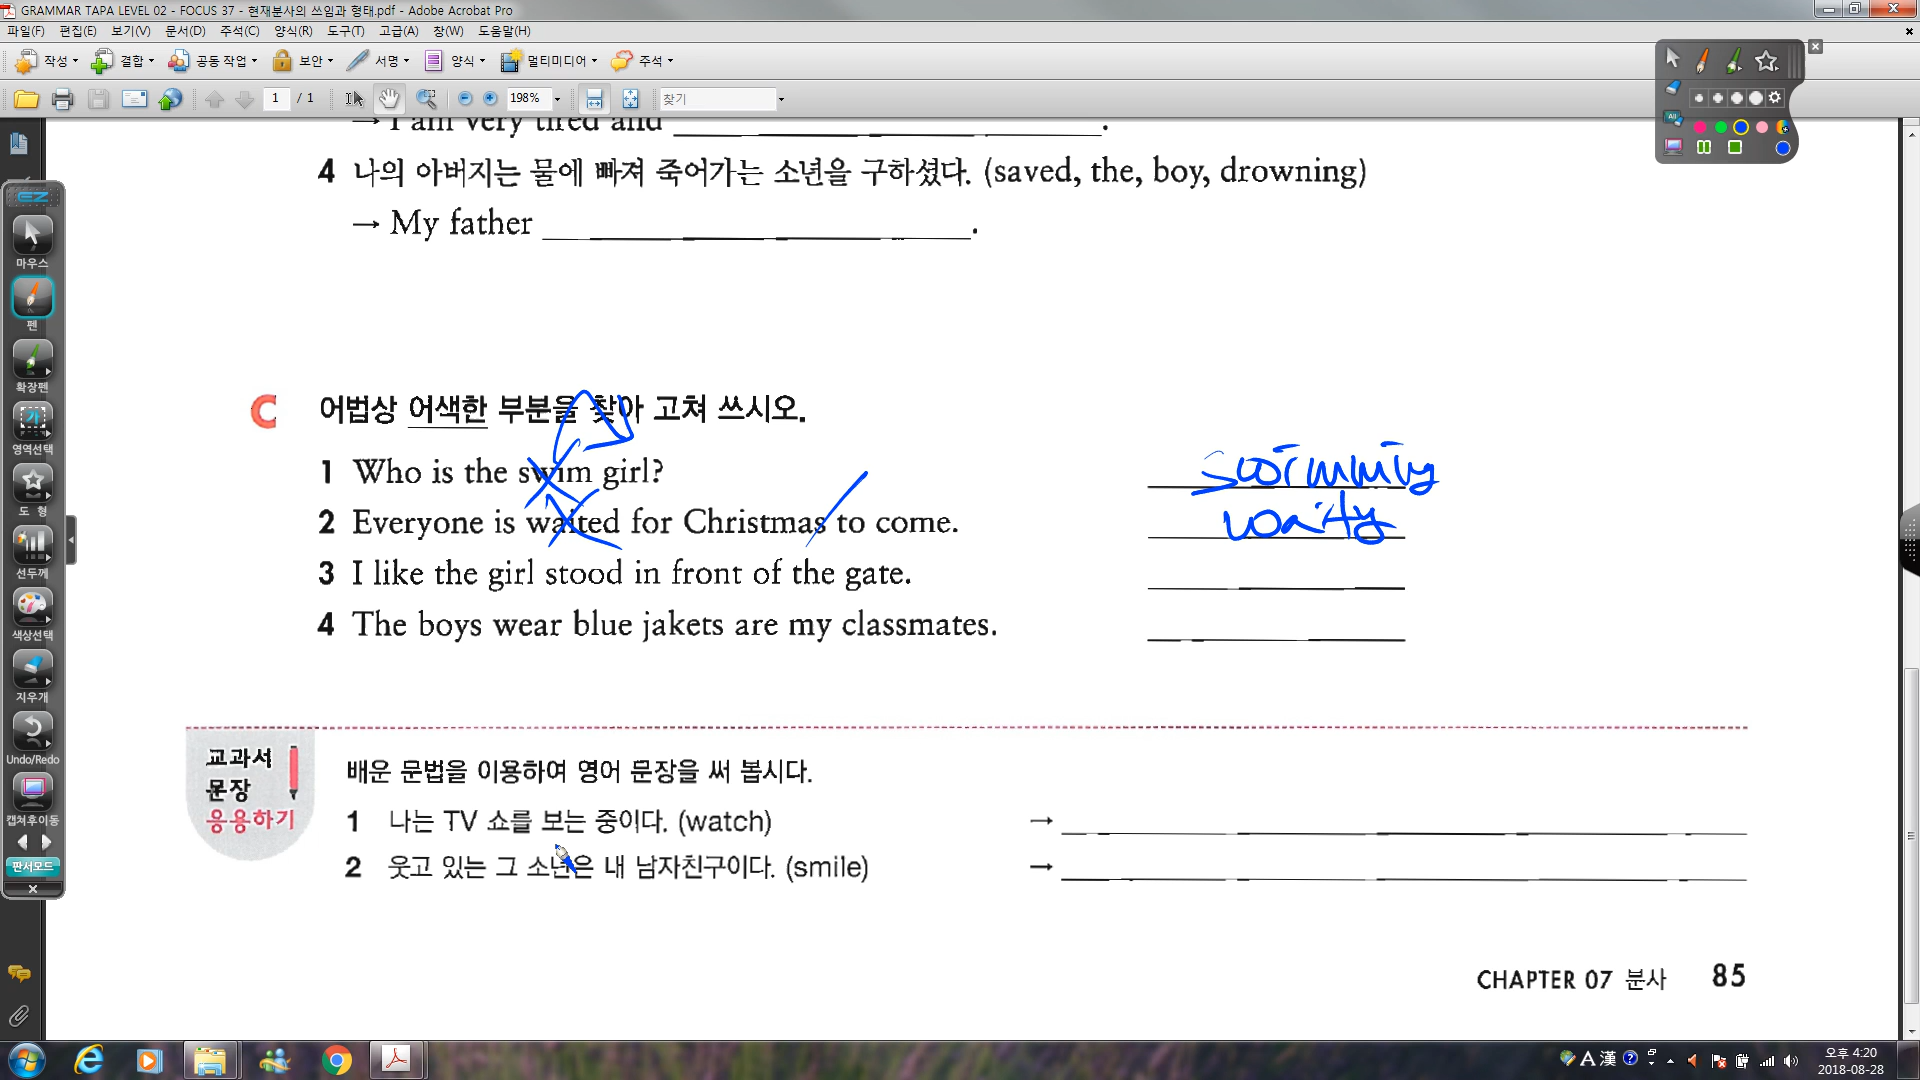 GRAMMAR TAPA LEVEL 02 - FOCUS 37 - 현재분사의 쓰임과 형태.pdf - Adobe Acrobat Pro
파일(F) 편집(E) 보기(V) 문서(D) 주석(C) 양식(R) 도구(T) 고급(A) 창(W) 도움말(H)
작성 결합 공동 작업 보안 서명 양식 멀티미디어 주석
1 / 1 198% 찾기
→ I am very tired and .
4 나의 아버지는 물에 빠져 죽어가는 소년을 구하셨다. (saved, the, boy, drowning)
→ My father .
EZ
마우스
펜
확장펜
영역선택
도 형
선두께
색상선택
지우개
Undo/Redo
캡쳐후이동
판서모드
All
C 어법상 어색한 부분을 찾아 고쳐 쓰시오.
1 Who is the swim girl? swimming
2 Everyone is waited for Christmas to come. waiting
3 I like the girl stood in front of the gate.
4 The boys wear blue jakets are my classmates.
교과서
문장
응용하기
배운 문법을 이용하여 영어 문장을 써 봅시다.
1 나는 TV 쇼를 보는 중이다. (watch) →
2 웃고 있는 그 소년은 내 남자친구이다. (smile) →
CHAPTER 07 분사 85
A 漢
오후 4:20
2018-08-28